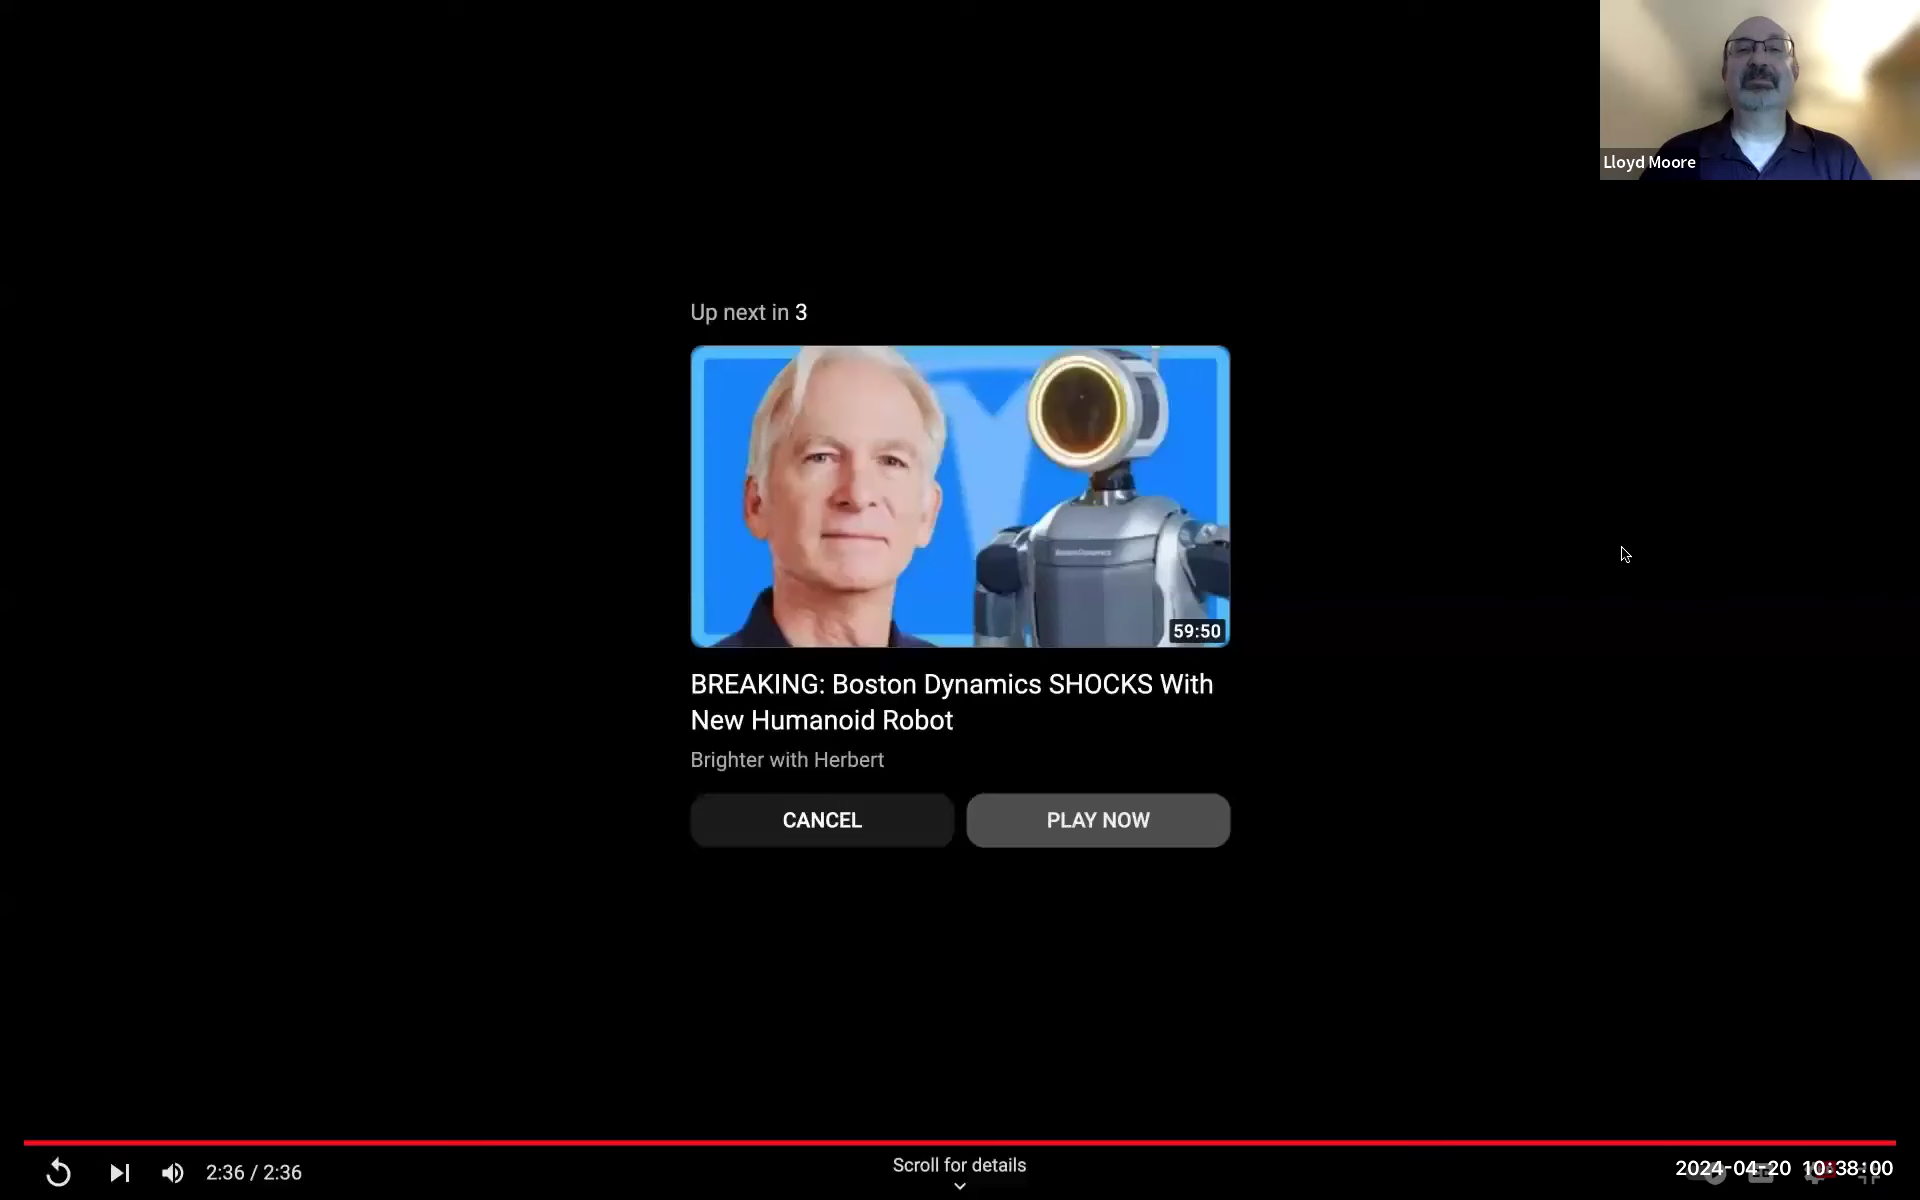 Lloyd Moore
Up next in 3
BostonDynamics
59:50
BREAKING: Boston Dynamics SHOCKS With
New Humanoid Robot
Brighter with Herbert
CANCEL
PLAY NOW
2:36 / 2:36
Scroll for details
2024-04-20 10:38:00